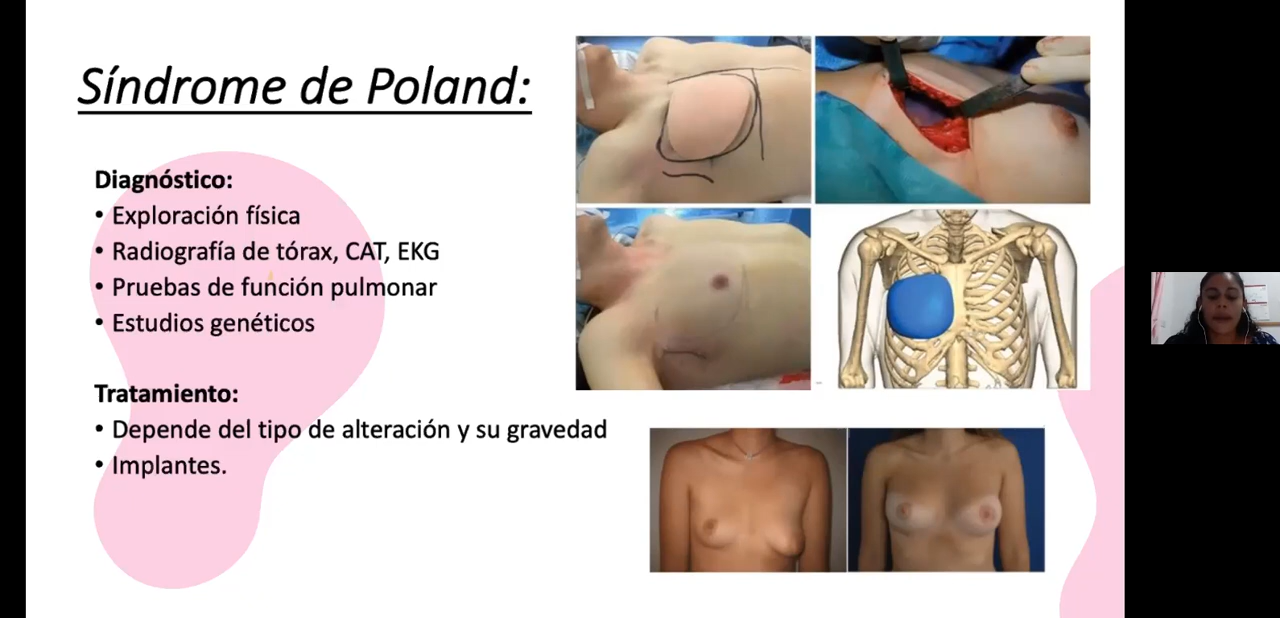 Síndrome de Poland:
Diagnóstico:
• Exploración física
• Radiografía de tórax, CAT, EKG
• Pruebas de función pulmonar
• Estudios genéticos
Tratamiento:
• Depende del tipo de alteración y su gravedad
• Implantes.